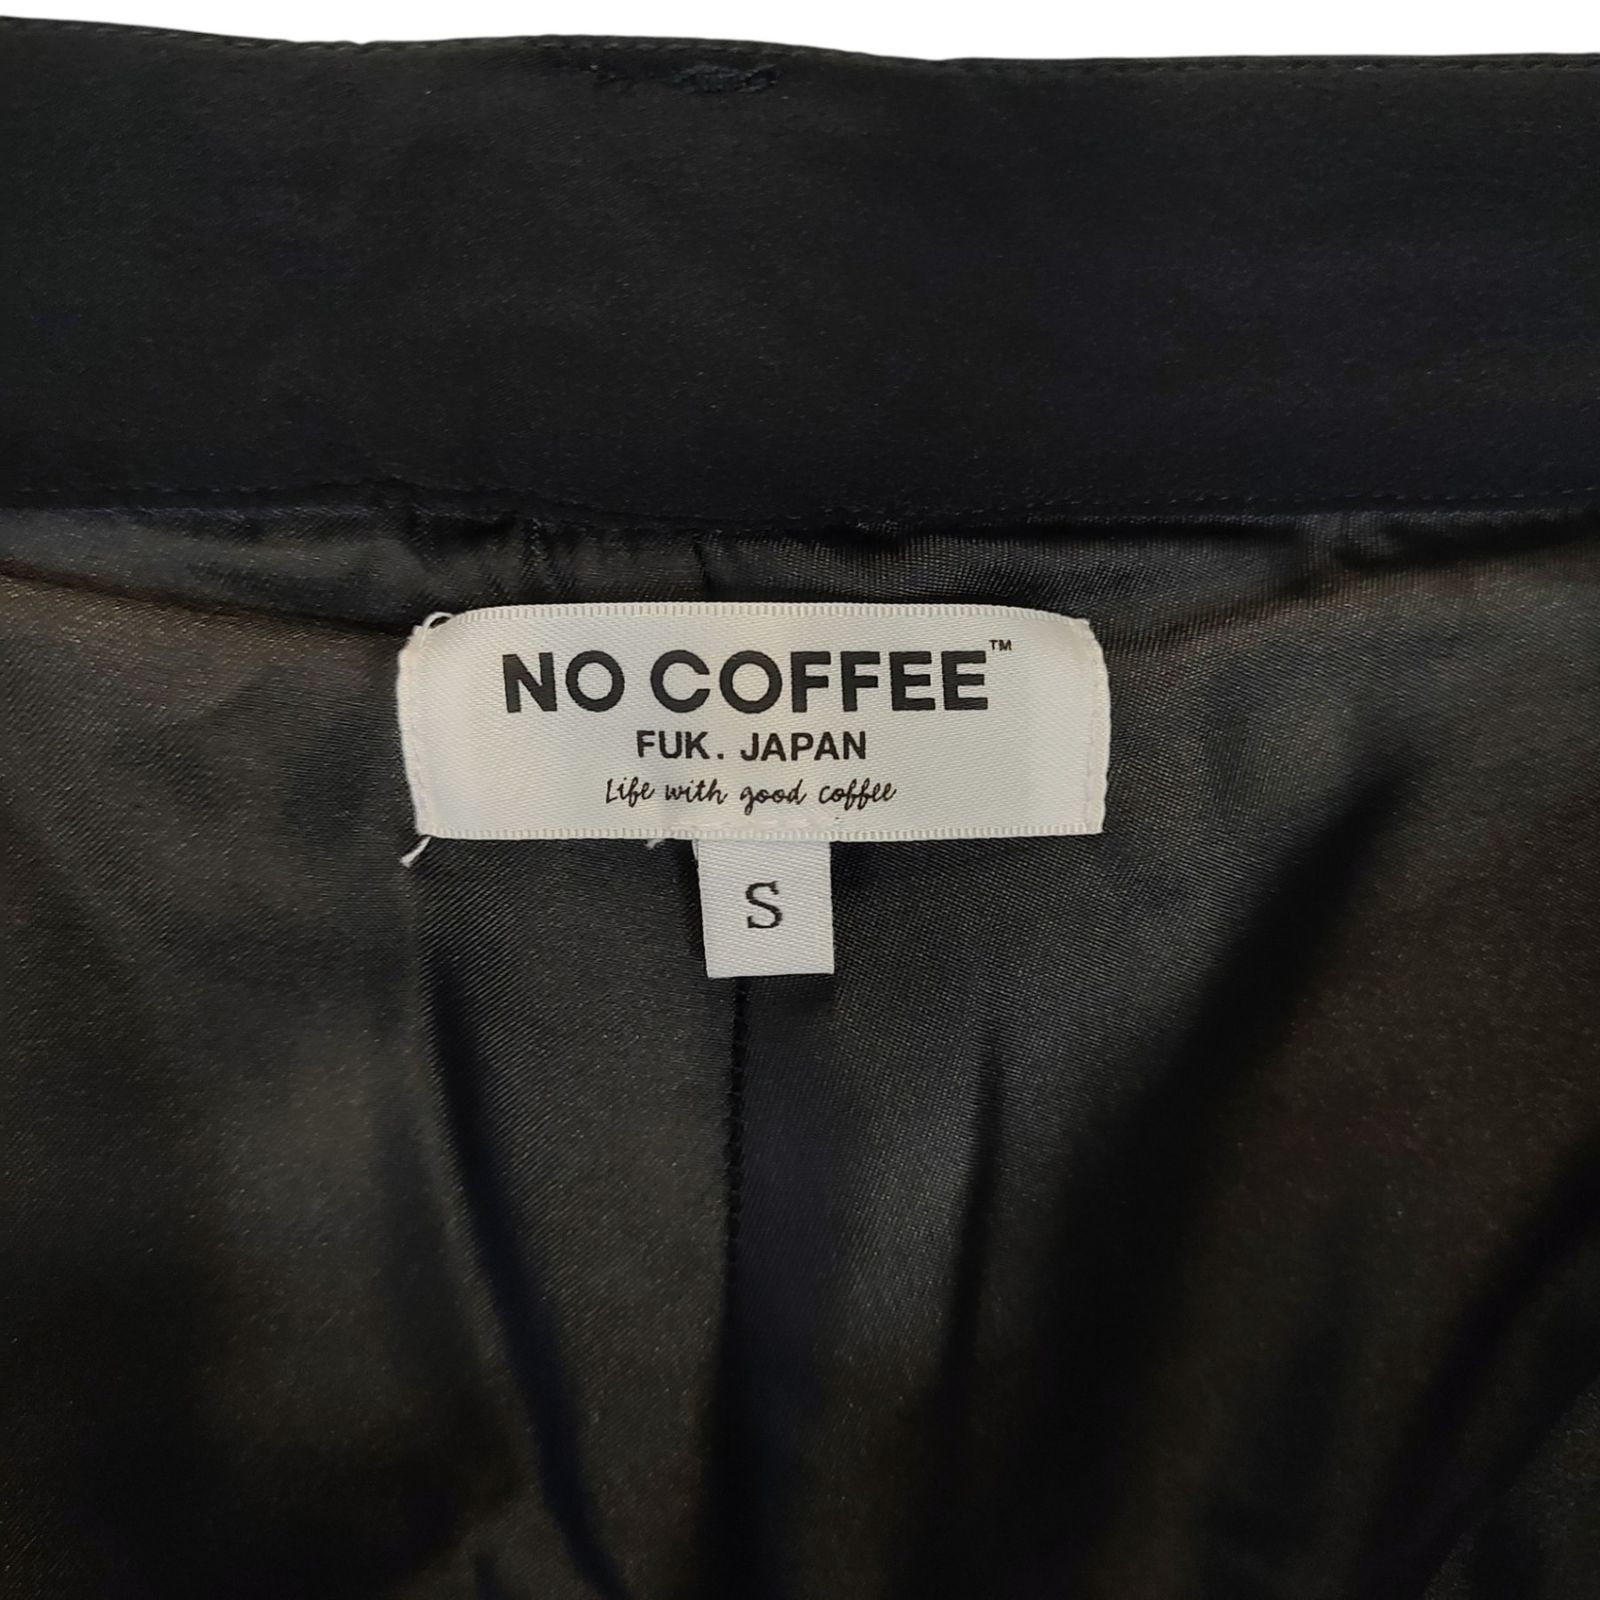 NO COFFEE™
FUK. JAPAN
Life with good coffee
S